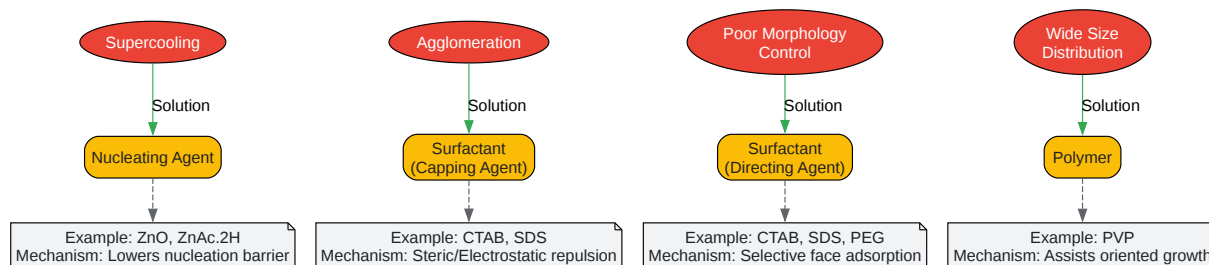 Supercooling
Solution
Nucleating Agent
Example: ZnO, ZnAc.2H
Mechanism: Lowers nucleation barrier
Agglomeration
Solution
Surfactant
(Capping Agent)
Example: CTAB, SDS
Mechanism: Steric/Electrostatic repulsion
Poor Morphology
Control
Solution
Surfactant
(Directing Agent)
Example: CTAB, SDS, PEG
Mechanism: Selective face adsorption
Wide Size
Distribution
Solution
Polymer
Example: PVP
Mechanism: Assists oriented growth